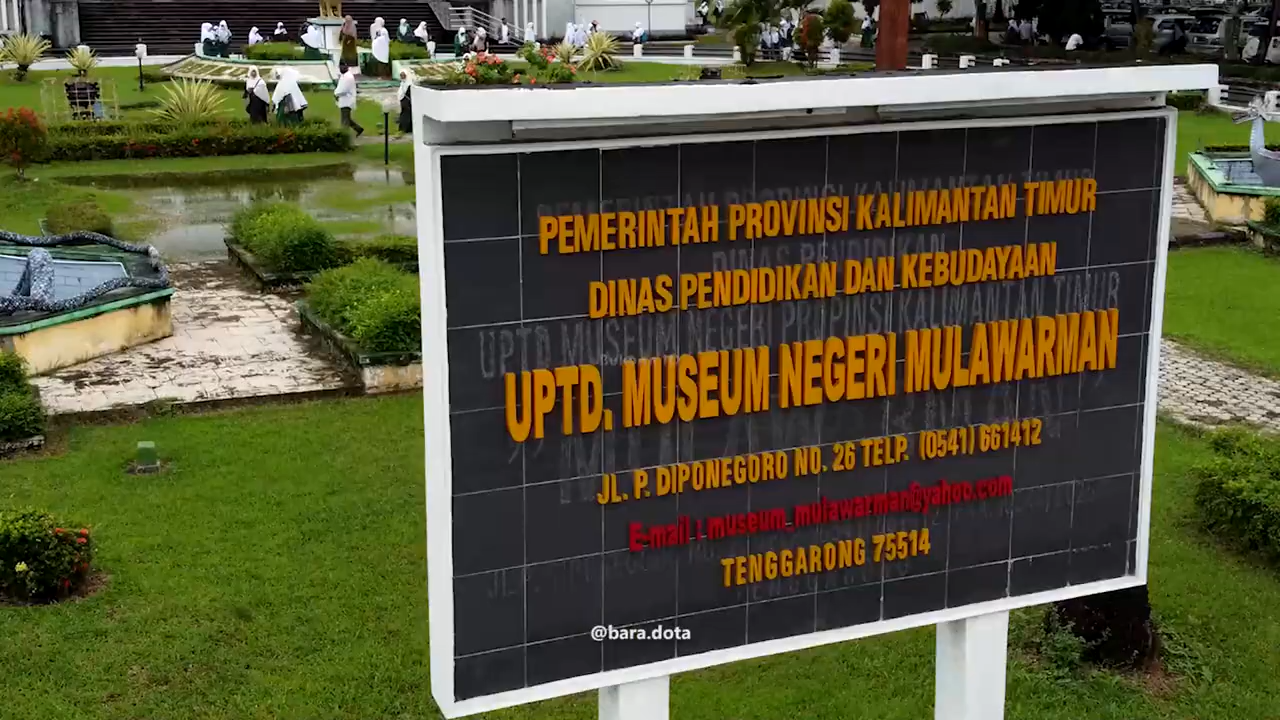 PEMERINTAH PROVINSI KALIMANTAN TIMUR
DINAS PENDIDIKAN DAN KEBUDAYAAN
UPTD. MUSEUM NEGERI MULAWARMAN
JL. P. DIPONEGORO NO. 26 TELP. (0541) 661412
E-mail : museum_mulawarman@yahoo.com
TENGGARONG 75514
@bara.dota